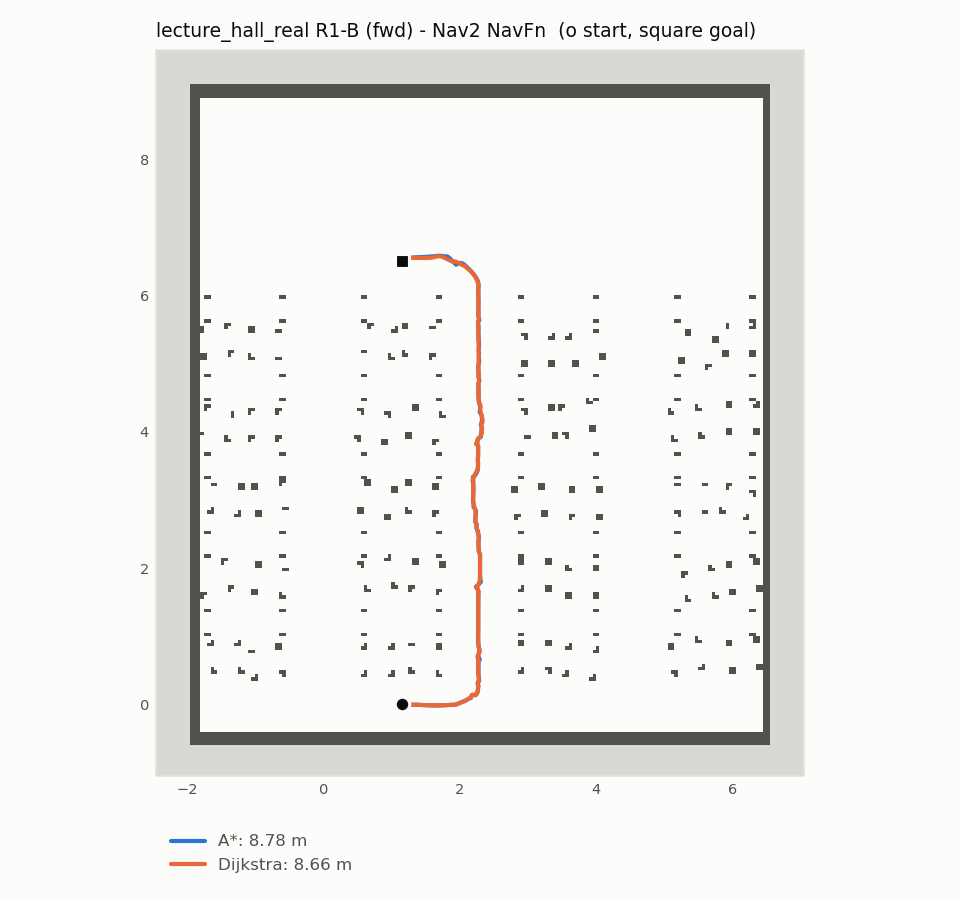 lecture_hall_real R1-B (fwd) - Nav2 NavFn  (o start, square goal)
8
6
4
2
0
−2 0 2 4 6
A*: 8.78 m
Dijkstra: 8.66 m